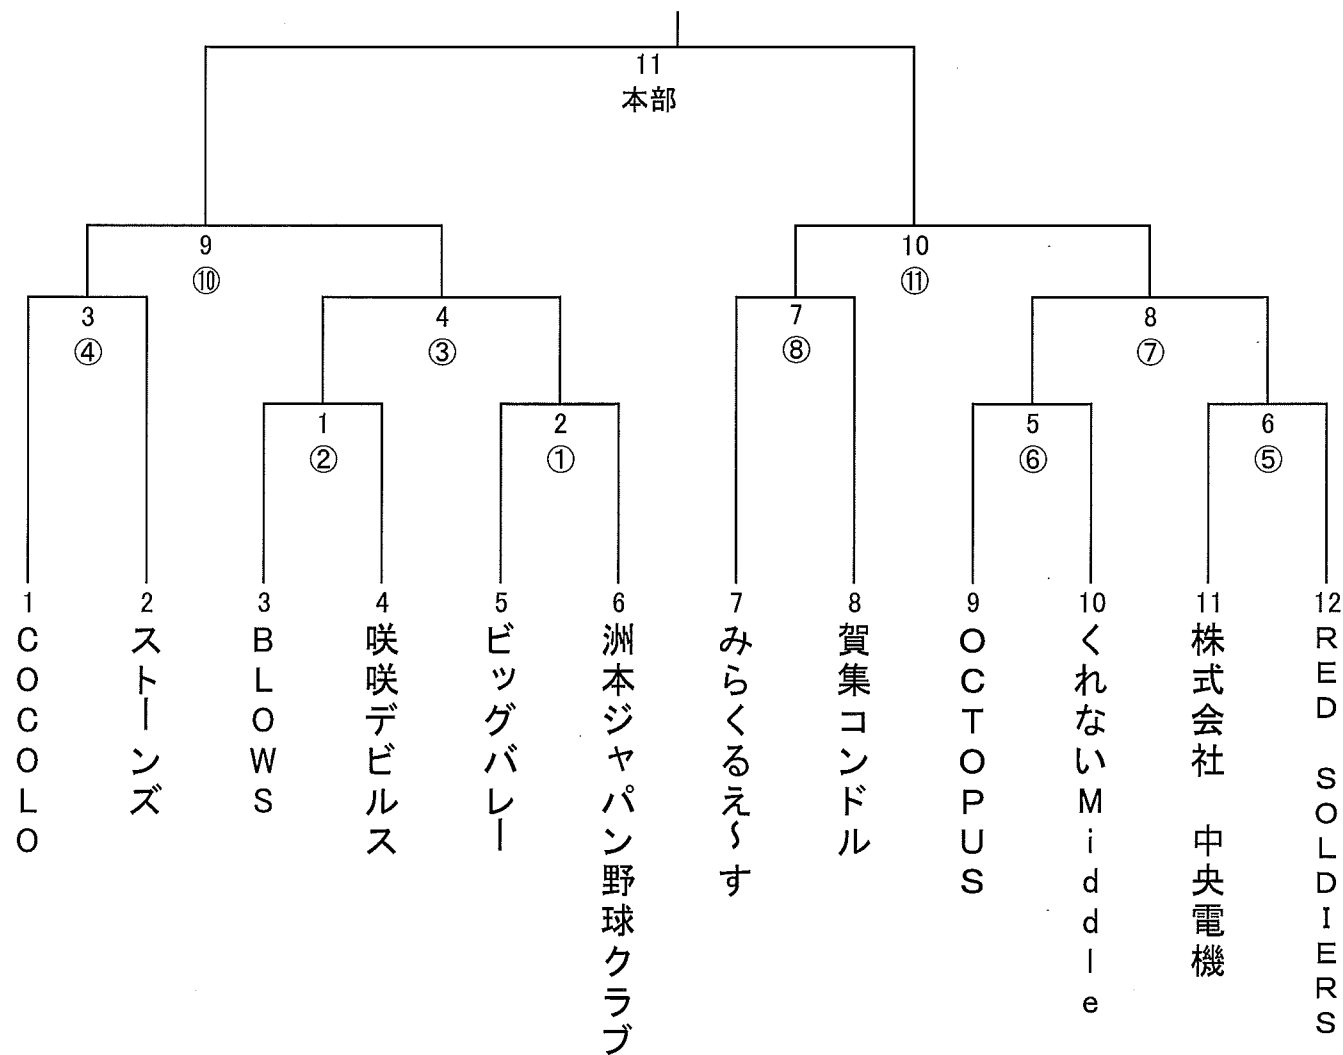 11
本部
9
⑩
10
⑪
3
④
4
③
7
⑧
8
⑦
1
②
2
①
5
⑥
6
⑤
1
COCOLO
2
ストーンズ
3
BLOWS
4
咲咲デビルス
5
ビッグバレー
6
洲本ジャパン野球クラブ
7
みらくるえ～す
8
賀集コンドル
9
OCTOPUS
10
くれないMiddle
11
株式会社 中央電機
12
RED SOLDIERS